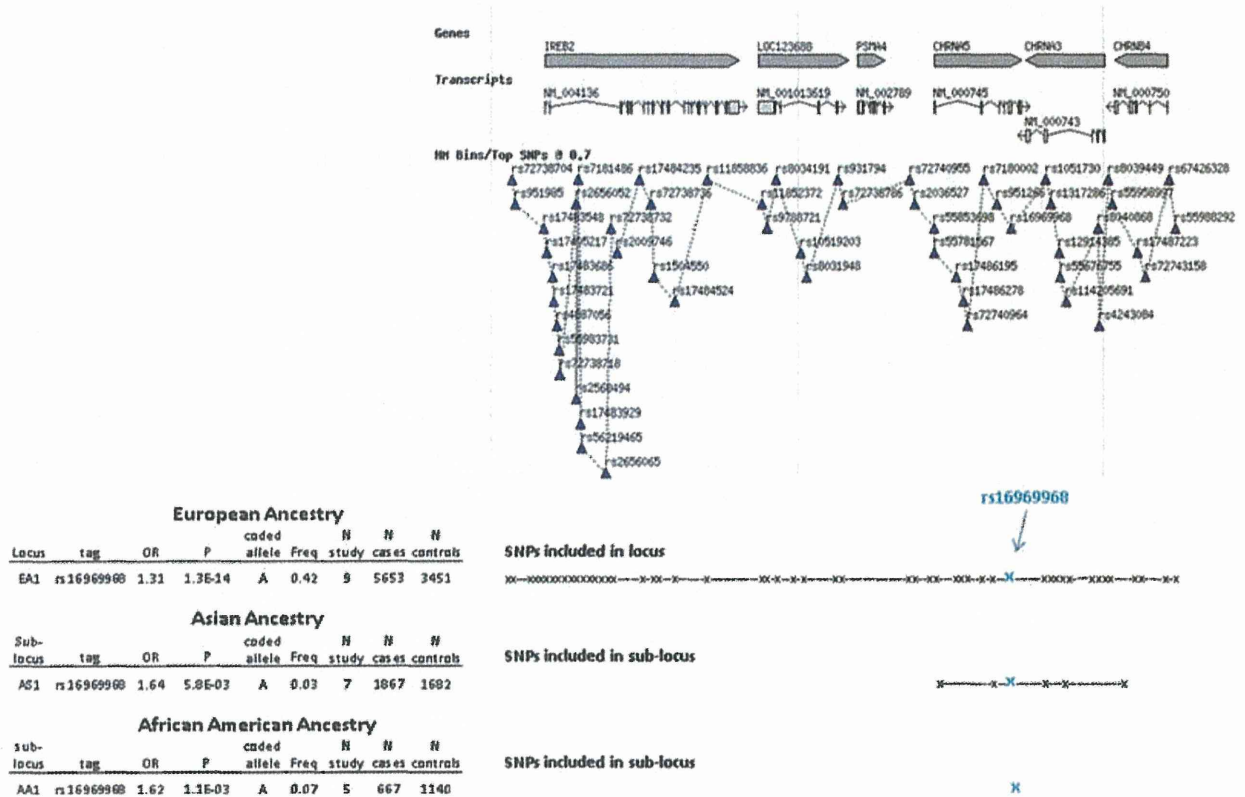 Genes
IREB2 LOC123688 PSMA4 CHRNA5 CHRNA3 CHRNB4
Transcripts
NM_004136 NM_001013619 NM_002789 NM_000745 NM_000750
NM_000743
HM Bins/Top SNPs @ 0.7
rs72738704 rs7181486 rs17484235 rs11858836 rs8034191 rs931794 rs72740955 rs7180002 rs1051730 rs8039449 rs67426328
rs951985 rs2656052 rs72738736 rs11852372 rs72738786 rs2036527 rs951266 rs1317286 rs55958997
rs17483548 rs72738732 rs9788721 rs55853698 rs16969968 rs8040868 rs55988292
rs17405217 rs2009746 rs10519203 rs55781567 rs12914385 rs17487223
rs17483686 rs1504550 rs8031948 rs17486195 rs55676755 rs72743158
rs17483721 rs17484524 rs17486278 rs114205691
rs4887056 rs72740964 rs4243084
rs55983731
rs72738718
rs2568494
rs17483929
rs56219465
rs2656065
rs16969968
European Ancestry
coded N N N
Locus tag OR P allele Freq study cases controls
SNPs included in locus
EA1 rs16969968 1.31 1.3E-14 A 0.42 9 5653 3451
Asian Ancestry
Sub- coded N N N
locus tag OR P allele Freq study cases controls
SNPs included in sub-locus
AS1 rs16969968 1.64 5.8E-03 A 0.03 7 1867 1682
African American Ancestry
sub- coded N N N
locus tag OR P allele Freq study cases controls
SNPs included in sub-locus
AA1 rs16969968 1.62 1.1E-03 A 0.07 5 667 1140